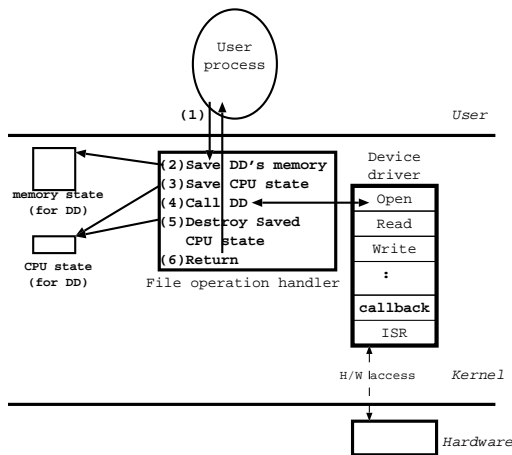 User
process
(1)
User
(2)Save DD's memory
(3)Save CPU state
(4)Call DD
(5)Destroy Saved
CPU state
(6)Return
File operation handler
memory state
(for DD)
CPU state
(for DD)
Device
driver
Open
Read
Write
:
callback
ISR
H/W access
Kernel
Hardware